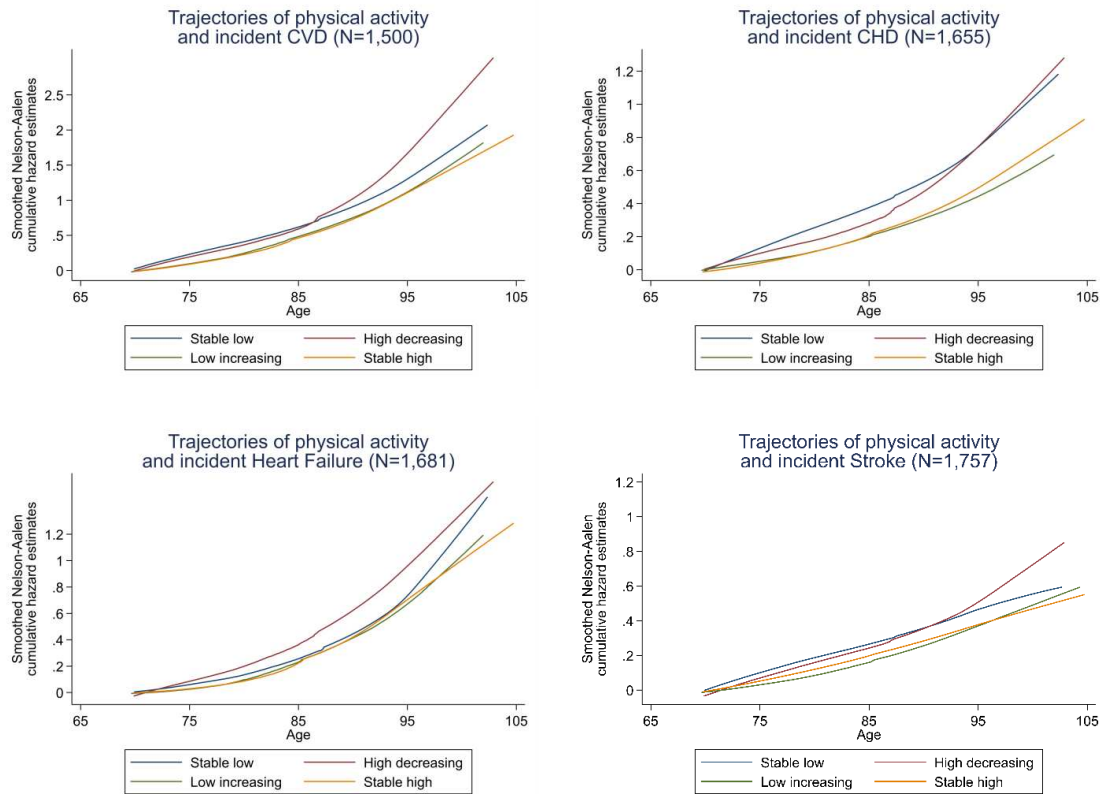 Trajectories of physical activity
and incident CVD (N=1,500)
Smoothed Nelson-Aalen
cumulative hazard estimates
2.5
2
1.5
1
.5
0
65 75 85 95 105
Age
Stable low High decreasing
Low increasing Stable high
Trajectories of physical activity
and incident CHD (N=1,655)
Smoothed Nelson-Aalen
cumulative hazard estimates
1.2
1
.8
.6
.4
.2
0
65 75 85 95 105
Age
Stable low High decreasing
Low increasing Stable high
Trajectories of physical activity
and incident Heart Failure (N=1,681)
Smoothed Nelson-Aalen
cumulative hazard estimates
1.2
1
.8
.6
.4
.2
0
65 75 85 95 105
Age
Stable low High decreasing
Low increasing Stable high
Trajectories of physical activity
and incident Stroke (N=1,757)
Smoothed Nelson-Aalen
cumulative hazard estimates
1.2
1
.8
.6
.4
.2
0
65 75 85 95 105
Age
Stable low High decreasing
Low increasing Stable high